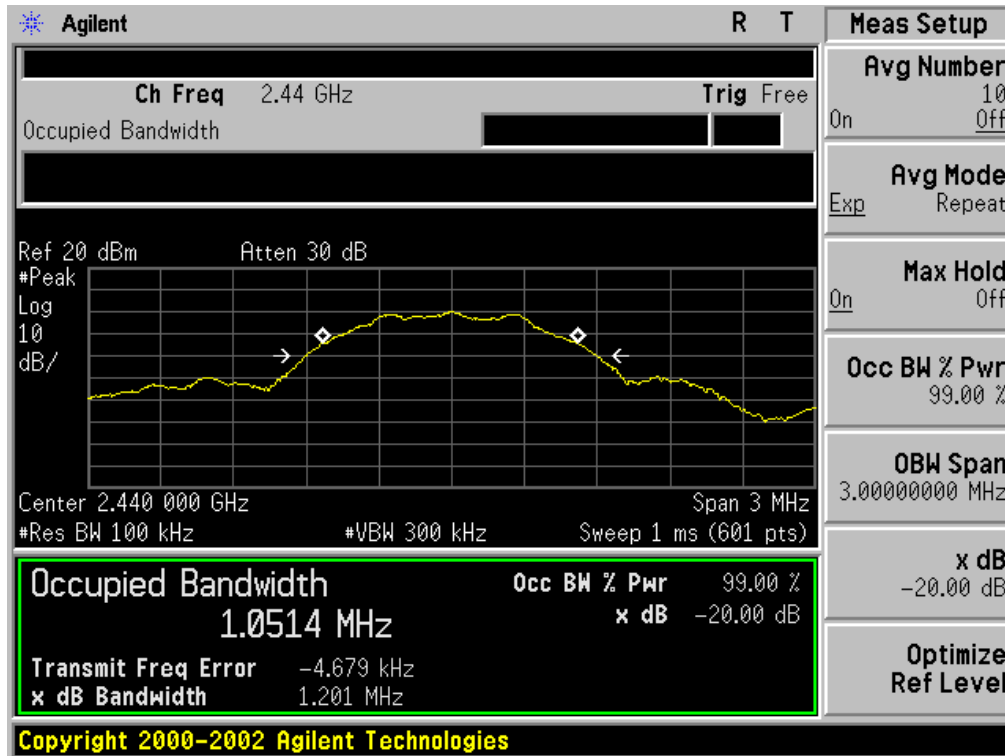 Agilent R T
Ch Freq 2.44 GHz Trig Free
Occupied Bandwidth
Ref 20 dBm Atten 30 dB
#Peak
Log
10
dB/
Center 2.440 000 GHz Span 3 MHz
#Res BW 100 kHz #VBW 300 kHz Sweep 1 ms (601 pts)
Occupied Bandwidth Occ BW % Pwr 99.00 %
1.0514 MHz x dB -20.00 dB
Transmit Freq Error -4.679 kHz
x dB Bandwidth 1.201 MHz
Copyright 2000-2002 Agilent Technologies
Meas Setup
Avg Number
10
On Off
Avg Mode
Exp Repeat
Max Hold
On Off
Occ BW % Pwr
99.00 %
OBW Span
3.00000000 MHz
x dB
-20.00 dB
Optimize
Ref Level